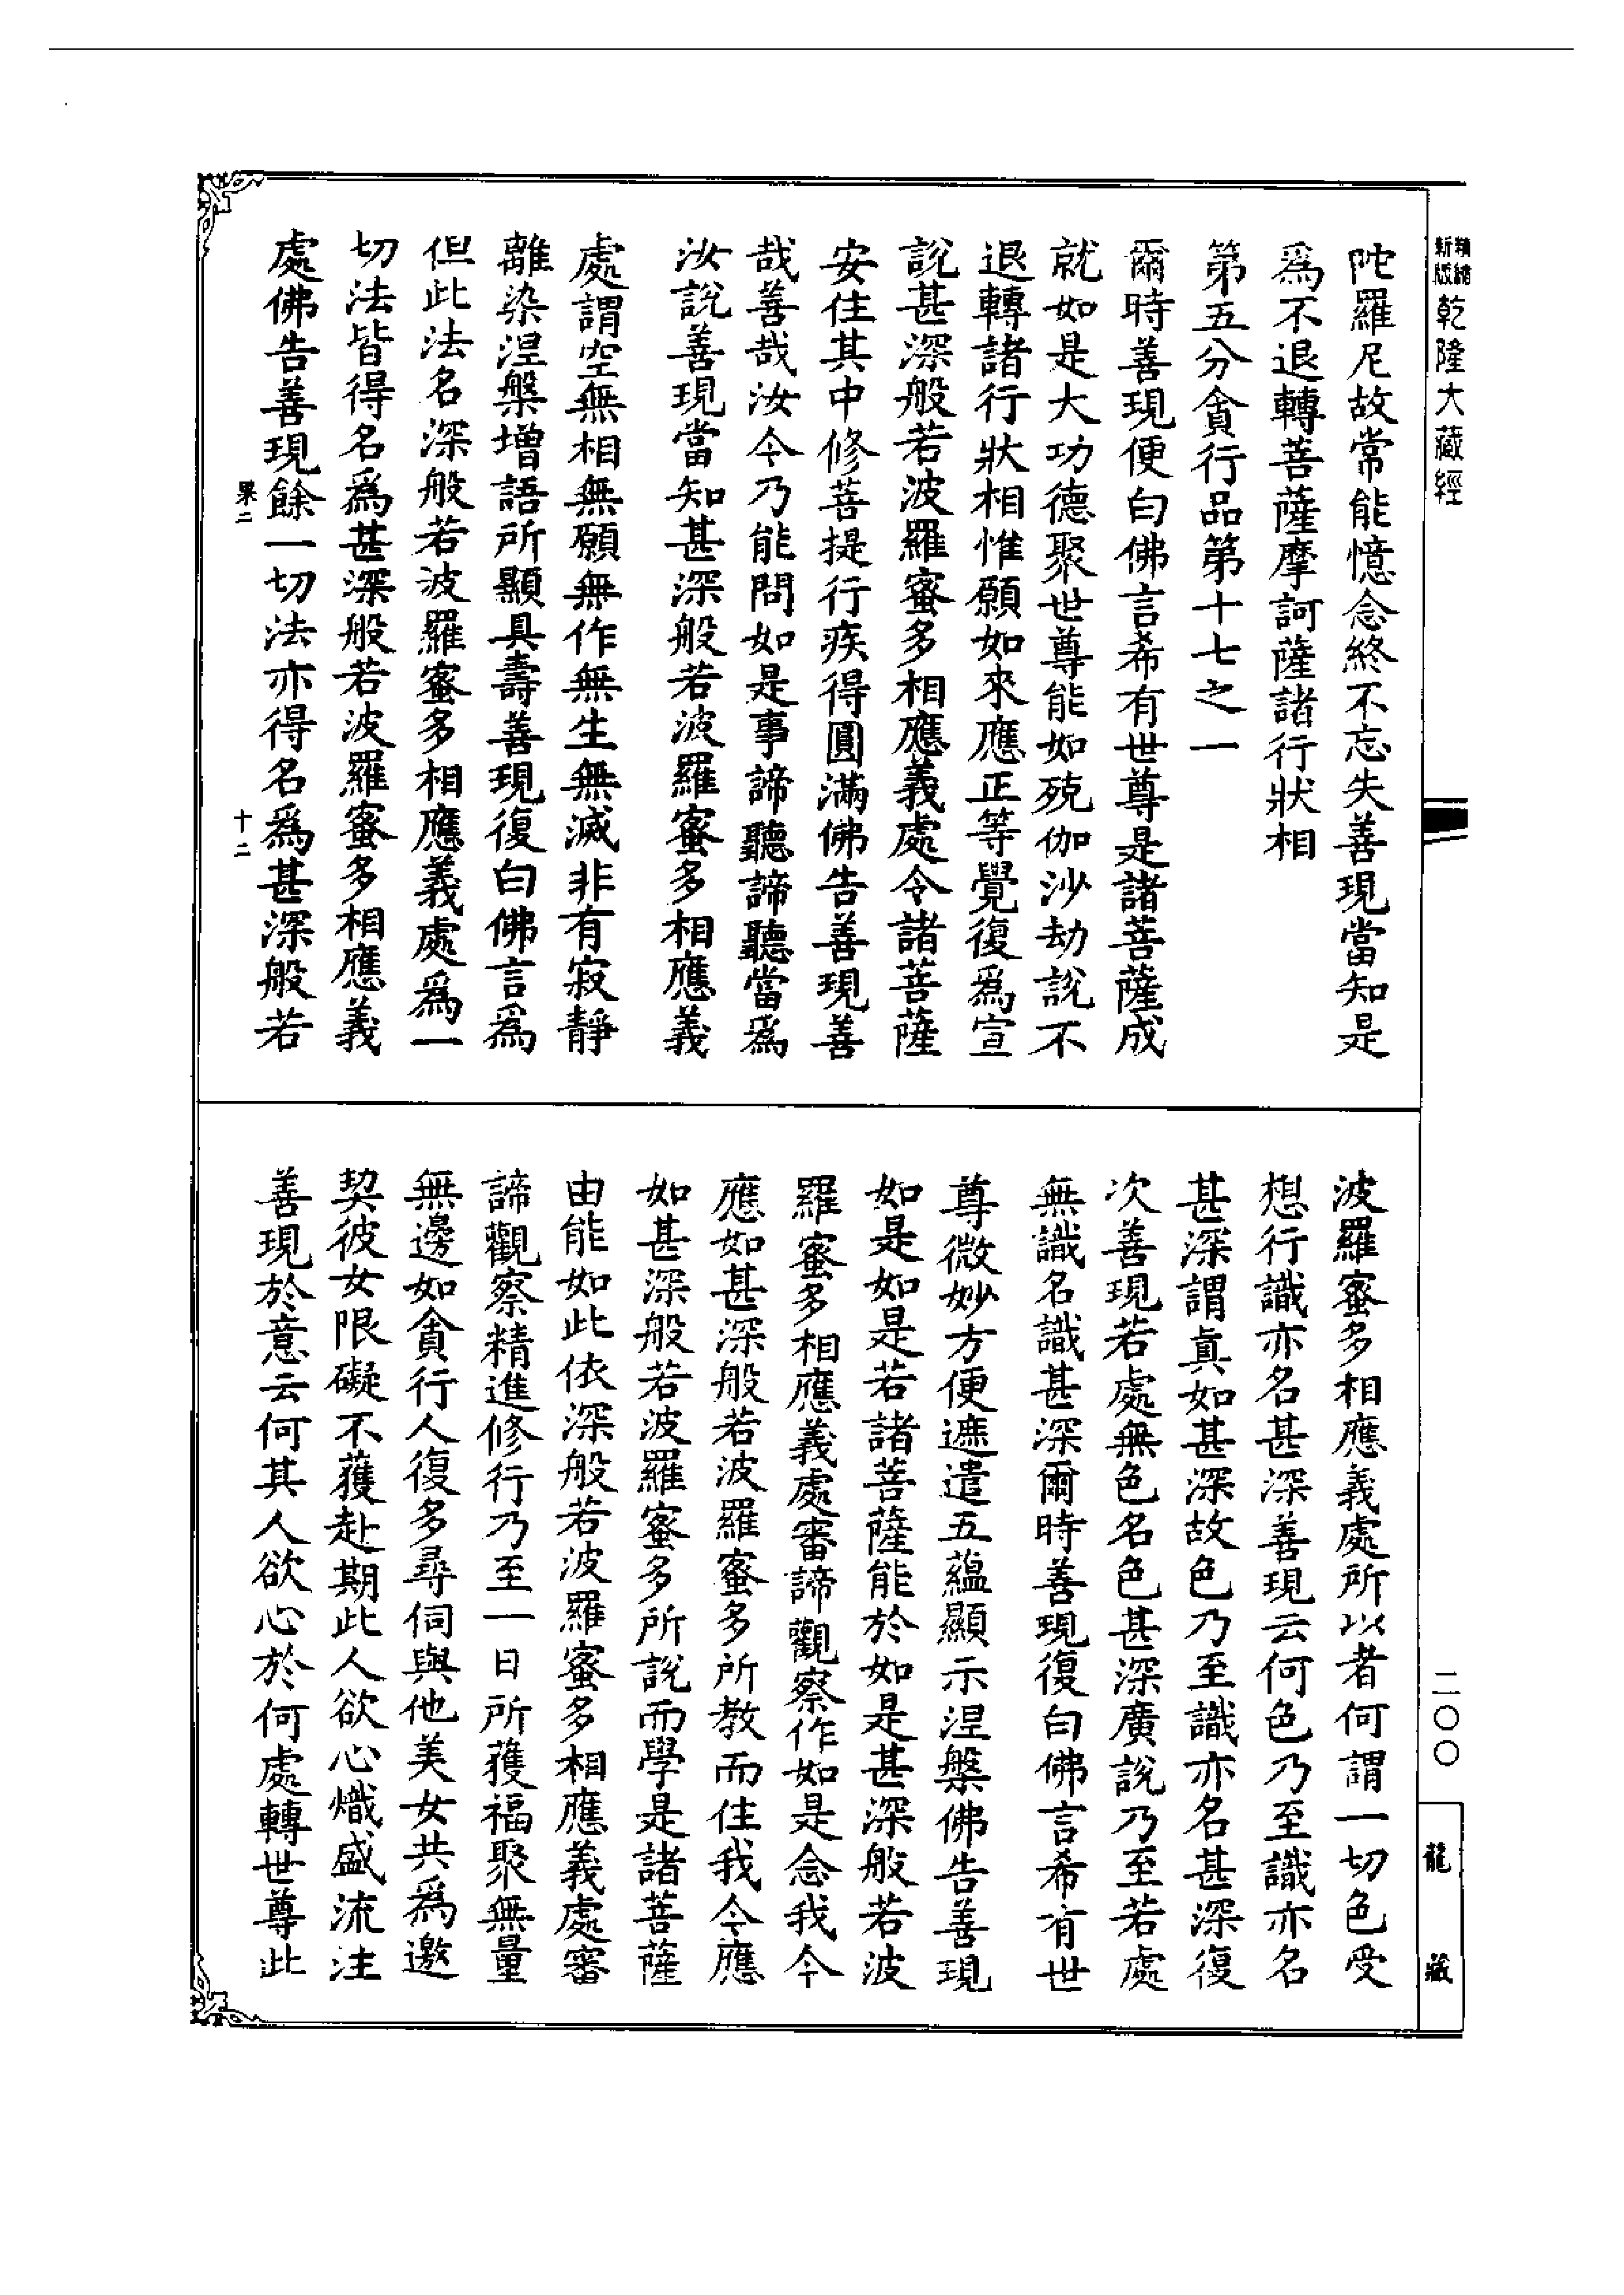 新版
乾隆大藏經
陀羅尼故常能憶念終不忘失善現當知是
爲不退轉菩薩摩訶薩諸行狀相
第五分貪行品第十七之一
爾時善現便白佛言希有世尊是諸菩薩成
就如是大功德聚世尊能如殑伽沙劫說不
退轉諸行狀相惟願如來應正等覺復爲宣
說甚深般若波羅蜜多相應義處令諸菩薩
安住其中修菩提行疾得圓滿佛告善現善
哉善哉汝今乃能問如是事諦聽諦聽當爲
汝說善現當知甚深般若波羅蜜多相應義
處謂空無相無願無作無生無滅非有寂靜
離染涅槃增語所顯具壽善現復白佛言爲
但此法名深般若波羅蜜多相應義處爲一
切法皆得名爲甚深般若波羅蜜多相應義
處佛告善現餘一切法亦得名爲甚深般若
果二
十二
波羅蜜多相應義處所以者何謂一切色受
想行識亦名甚深善現云何色乃至識亦名
甚深謂真如甚深故色乃至識亦名甚深復
次善現若處無色名色甚深廣說乃至若處
無識名識甚深爾時善現復白佛言希有世
尊微妙方便遮遣五蘊顯示涅槃佛告善現
如是如是若諸菩薩能於如是甚深般若波
羅蜜多相應義處審諦觀察作如是念我今
應如甚深般若波羅蜜多所教而住我今應
如甚深般若波羅蜜多所說而學是諸菩薩
由能如此依深般若波羅蜜多相應義處審
諦觀察精進修行乃至一日所獲福聚無量
無邊如貪行人復多尋伺與他美女共爲邀
契彼女限礙不獲赴期此人欲心熾盛流注
善現於意云何其人欲心於何處轉世尊此
二〇〇
龍藏